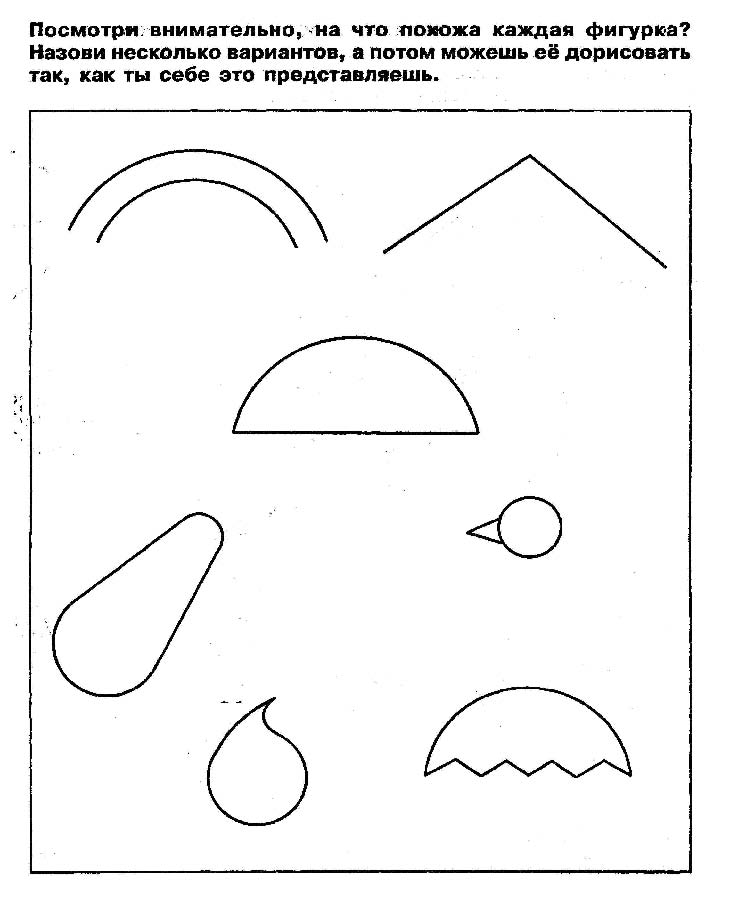 Посмотри внимательно, на что похожа каждая фигурка?
Назови несколько вариантов, а потом можешь её дорисовать
так, как ты себе это представляешь.